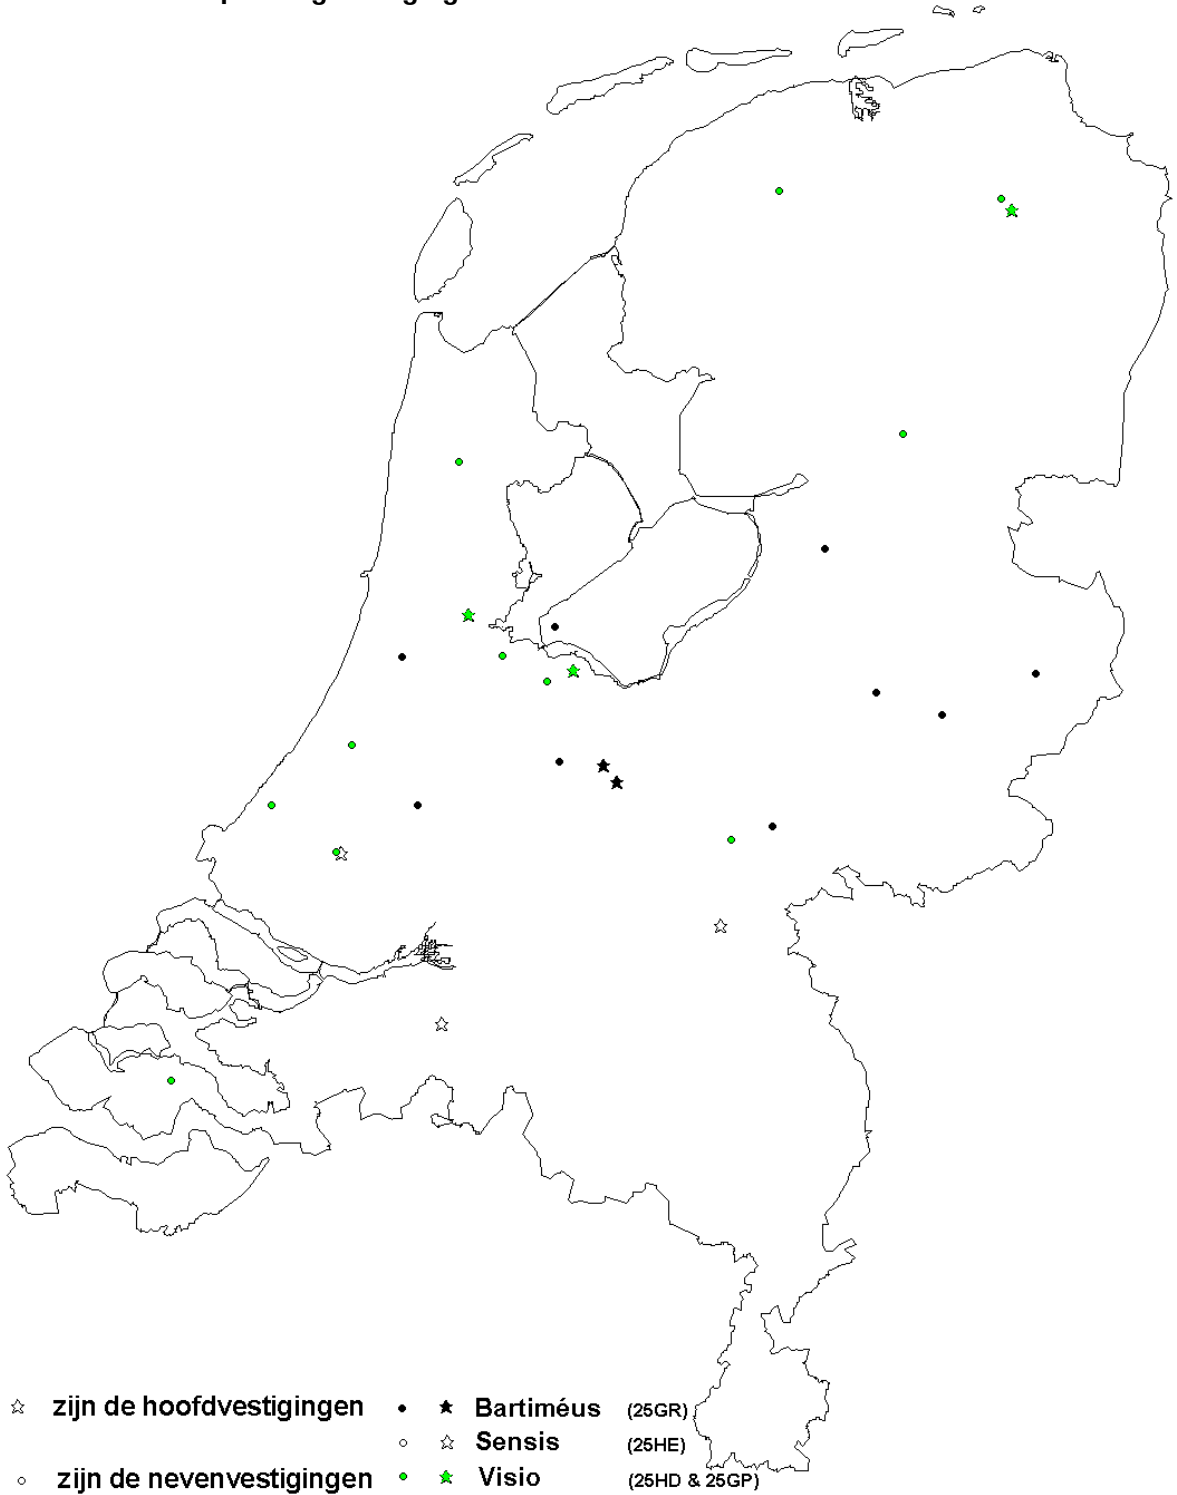 zijn de hoofdvestigingen
Bartiméus (25GR)
Sensis (25HE)
zijn de nevenvestigingen
Visio (25HD & 25GP)